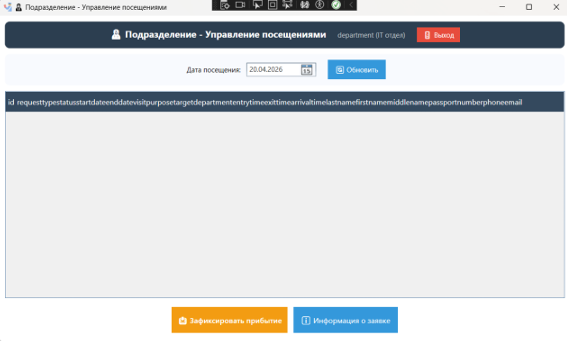 Подразделение - Управление посещениями
Подразделение - Управление посещениями department (IT отдел) Выход
Дата посещения: 20.04.2026 15 Обновить
id requesttypestatusstartdateenddatevisitpurposetargetdepartmententrytimeexittimearrivaltimelastnamefirstnamemiddlenamepassportnumberphoneemail
Зафиксировать прибытие Информация о заявке